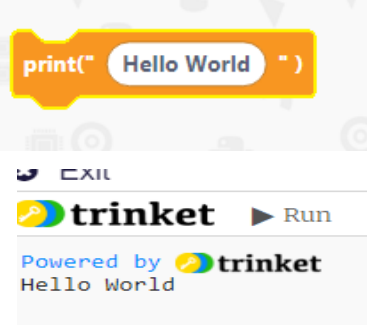 print(" Hello World ")
Exit
trinket Run
Powered by trinket
Hello World